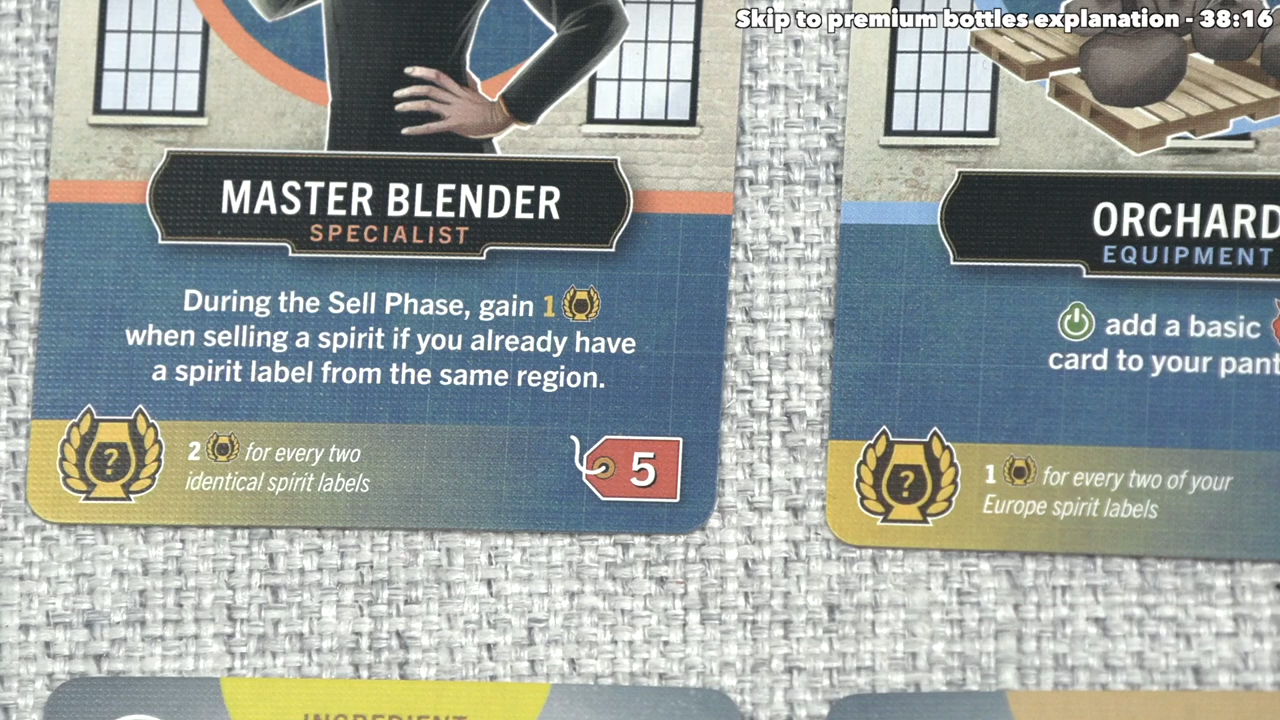 Skip to premium bottles explanation - 38:16
MASTER BLENDER
SPECIALIST
During the Sell Phase, gain 1
when selling a spirit if you already have
a spirit label from the same region.
?
2 for every two
identical spirit labels
5
ORCHARD
EQUIPMENT
add a basic
card to your pant
?
1 for every two of your
Europe spirit labels
INGREDIENT